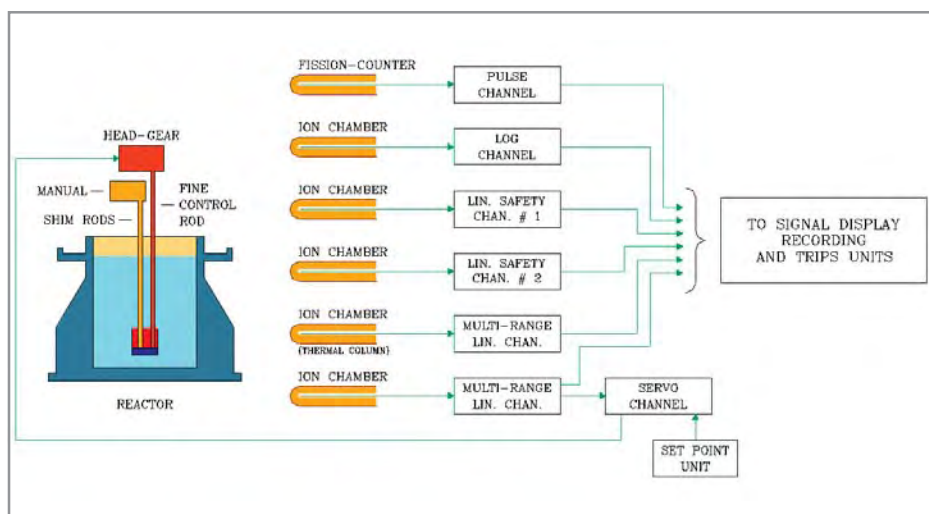 FISSION-COUNTER
PULSE
CHANNEL
HEAD-GEAR
ION CHAMBER
LOG
CHANNEL
MANUAL
SHIM RODS
FINE
CONTROL
ROD
ION CHAMBER
LIN. SAFETY
CHAN. # 1
TO SIGNAL DISPLAY
RECORDING
AND TRIPS UNITS
ION CHAMBER
LIN. SAFETY
CHAN. # 2
ION CHAMBER
(THERMAL COLUMN)
MULTI-RANGE
LIN. CHAN.
ION CHAMBER
MULTI-RANGE
LIN. CHAN.
SERVO
CHANNEL
REACTOR
SET POINT
UNIT